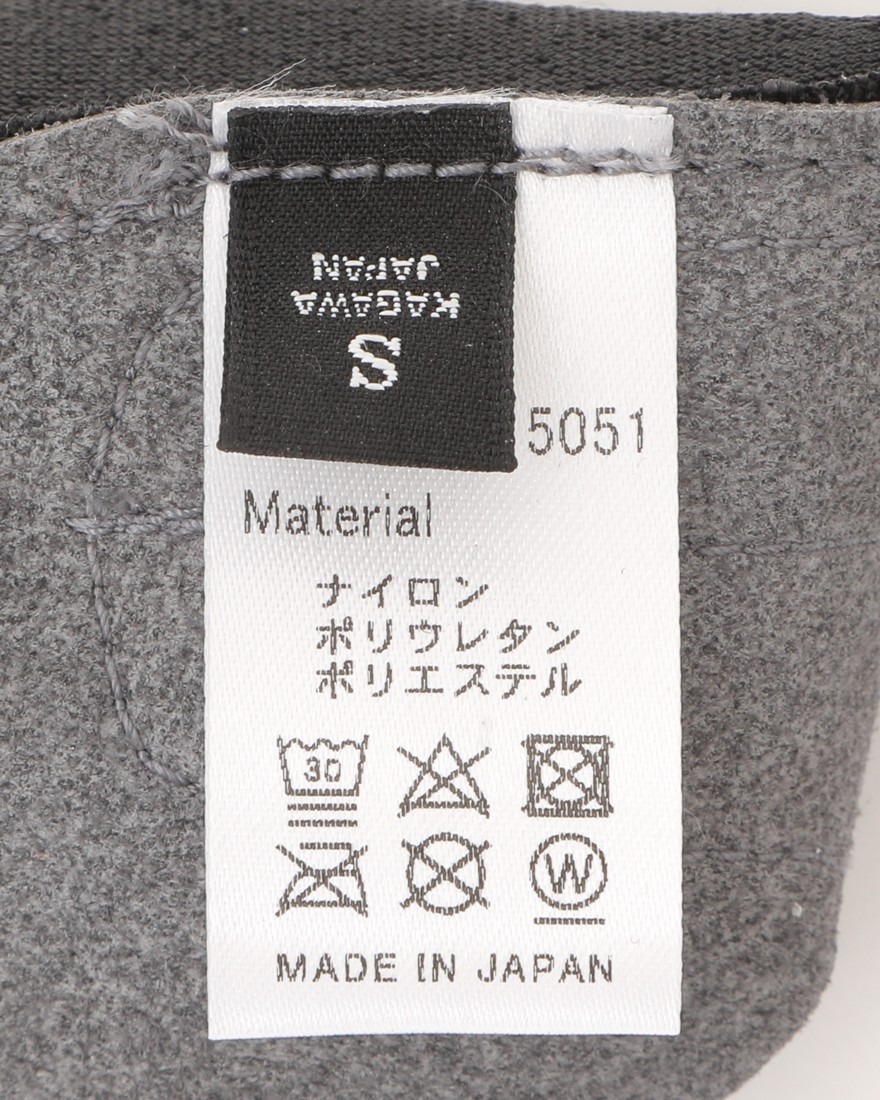 S
KAGAWA
JAPAN
5051
Material
ナイロン
ポリウレタン
ポリエステル
30
W
MADE IN JAPAN